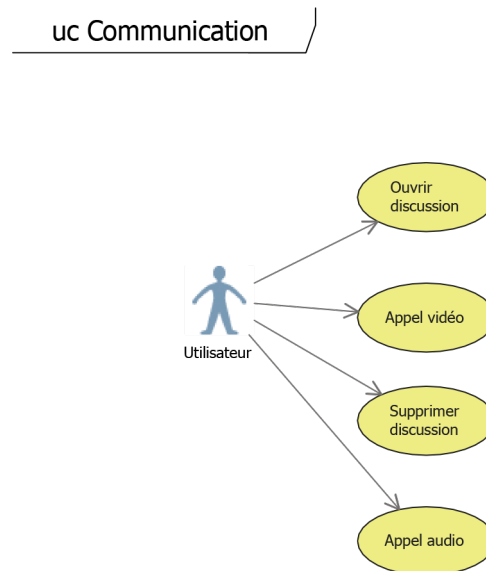 uc Communication
Ouvrir
discussion
Appel vidéo
Utilisateur
Supprimer
discussion
Appel audio